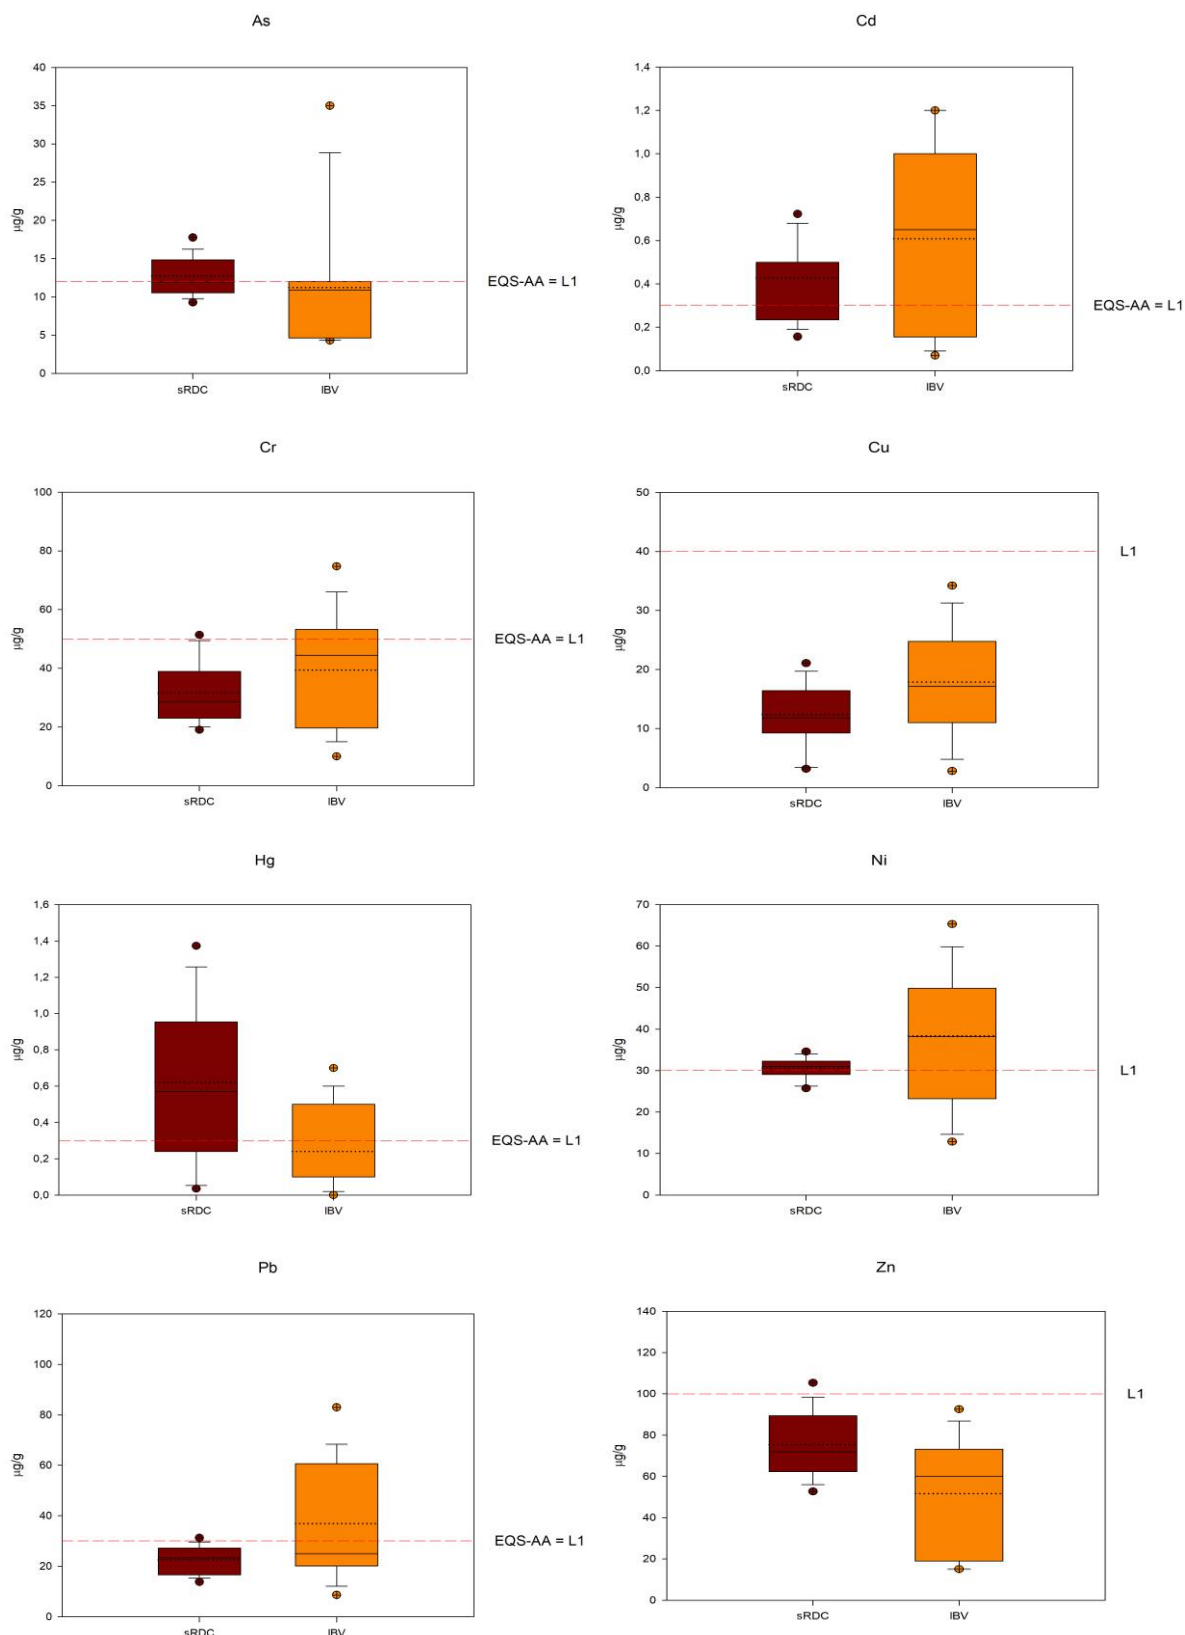 As
40
35
30
25
20
15
10
5
0
µg/g
sRDC
IBV
EQS-AA = L1
Cd
1,4
1,2
1,0
0,8
0,6
0,4
0,2
0,0
µg/g
sRDC
IBV
EQS-AA = L1
Cr
100
80
60
40
20
0
µg/g
sRDC
IBV
EQS-AA = L1
Cu
50
40
30
20
10
0
µg/g
sRDC
IBV
L1
Hg
1,6
1,4
1,2
1,0
0,8
0,6
0,4
0,2
0,0
µg/g
sRDC
IBV
EQS-AA = L1
Ni
70
60
50
40
30
20
10
0
µg/g
sRDC
IBV
L1
Pb
120
100
80
60
40
20
0
µg/g
sRDC
IBV
EQS-AA = L1
Zn
140
120
100
80
60
40
20
0
µg/g
sRDC
IBV
L1